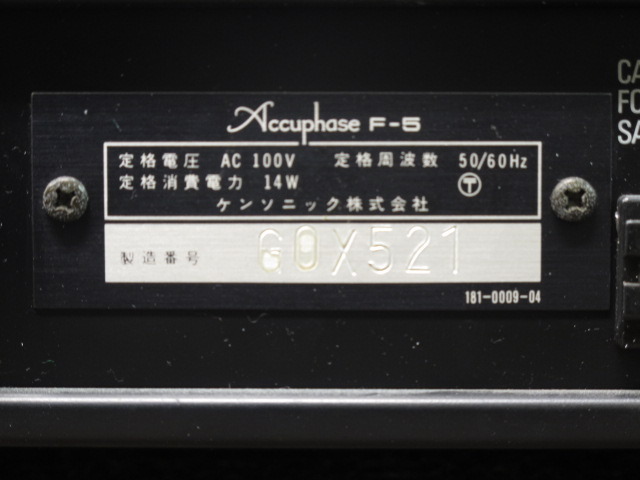 Accuphase F-5
定格電圧 AC 100V 定格周波数 50/60Hz
定格消費電力 14W T
ケンソニック株式会社
製造番号 GOX521
181-0009-04
CA
FO
SA